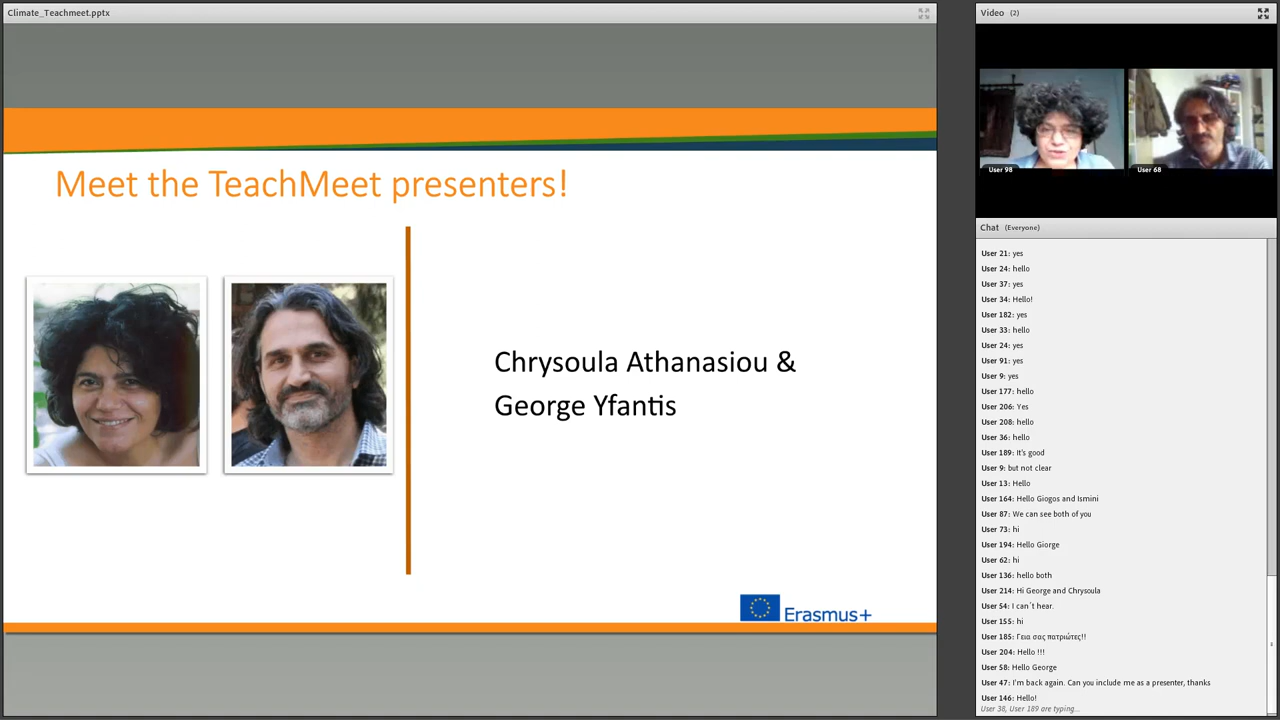 Climate_Teachmeet.pptx
Meet the TeachMeet presenters!
Chrysoula Athanasiou &
George Yfantis
Erasmus+
Video (2)
User 98
User 68
Chat (Everyone)
User 21: yes
User 24: hello
User 37: yes
User 34: Hello!
User 182: yes
User 33: hello
User 24: yes
User 91: yes
User 9: yes
User 177: hello
User 206: Yes
User 208: hello
User 36: hello
User 189: It's good
User 9: but not clear
User 13: Hello
User 164: Hello Giogos and Ismini
User 87: We can see both of you
User 73: hi
User 194: Hello Giorge
User 62: hi
User 136: hello both
User 214: Hi George and Chrysoula
User 54: I can´t hear.
User 155: hi
User 185: Γεια σας πατριώτες!!
User 204: Hello !!!
User 58: Hello George
User 47: I'm back again. Can you include me as a presenter, thanks
User 146: Hello!
User 38, User 189 are typing...